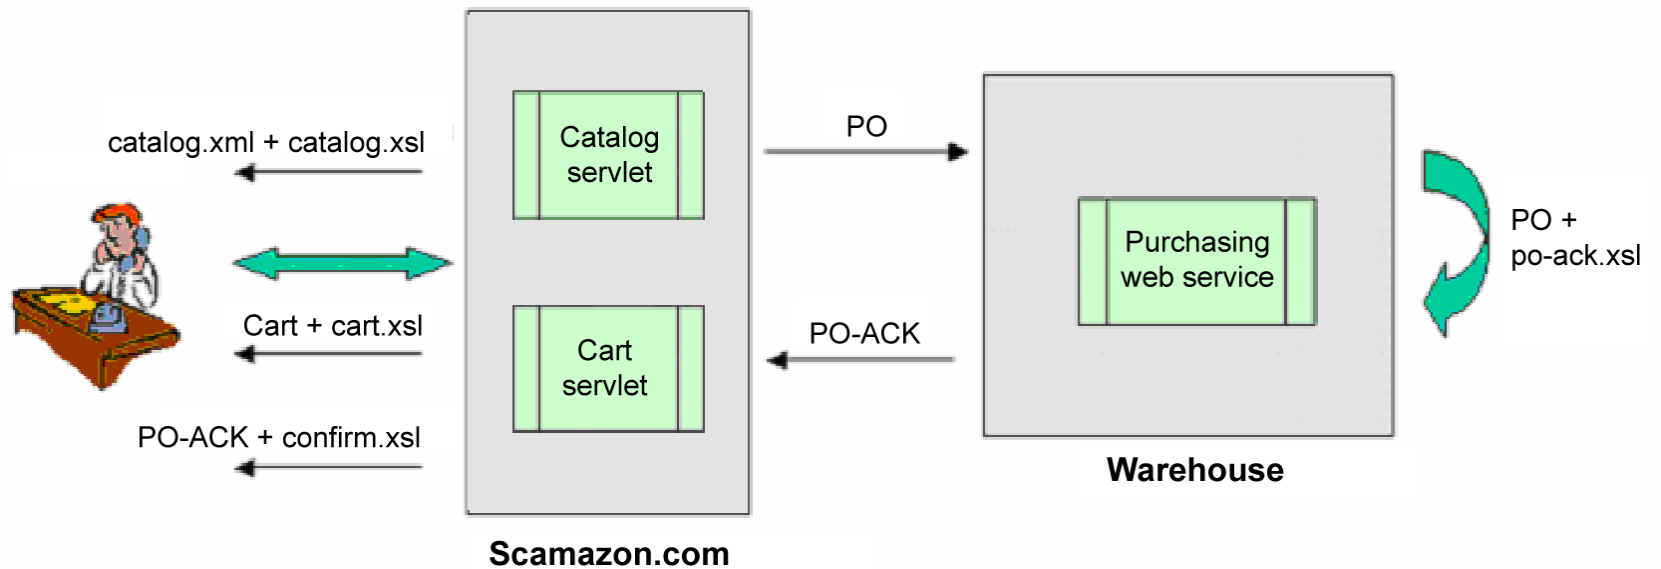 catalog.xml + catalog.xsl
Cart + cart.xsl
PO-ACK + confirm.xsl
Catalog
servlet
Cart
servlet
Scamazon.com
PO
PO-ACK
Purchasing
web service
Warehouse
PO +
po-ack.xsl